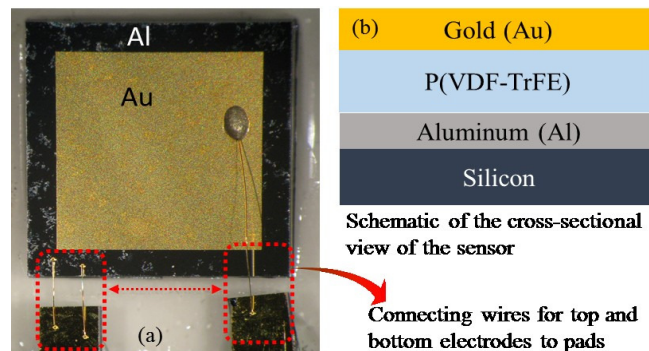 Al
Au
(a)
(b)
Gold (Au)
P(VDF-TrFE)
Aluminum (Al)
Silicon
Schematic of the cross-sectional
view of the sensor
Connecting wires for top and
bottom electrodes to pads